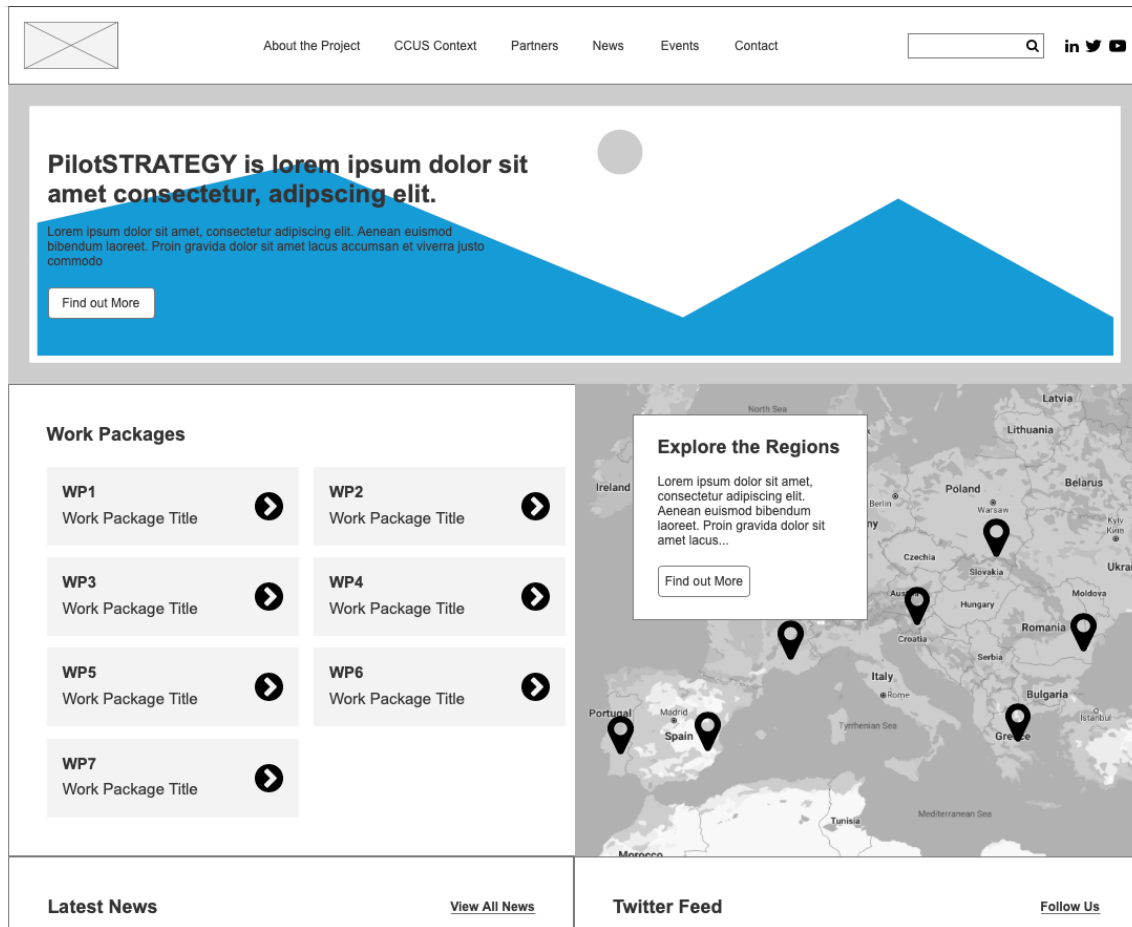 About the Project
CCUS Context
Partners
News
Events
Contact
in
PilotSTRATEGY is lorem ipsum dolor sit
amet consectetur, adipscing elit.
Lorem ipsum dolor sit amet, consectetur adipiscing elit. Aenean euismod
bibendum laoreet. Proin gravida dolor sit amet lacus accumsan et viverra justo
commodo
Find out More
Work Packages
WP1
Work Package Title
WP2
Work Package Title
WP3
Work Package Title
WP4
Work Package Title
WP5
Work Package Title
WP6
Work Package Title
WP7
Work Package Title
North Sea
Latvia
Lithuania
Explore the Regions
Lorem ipsum dolor sit amet,
consectetur adipiscing elit.
Aenean euismod bibendum
laoreet. Proin gravida dolor sit
amet lacus...
Find out More
Ireland
Berlin
Poland
Warsaw
Belarus
Kyiv
Київ
Czechia
Slovakia
Hungary
Moldova
Croatia
Romania
Serbia
Italy
Rome
Bulgaria
Istanbul
Portugal
Madrid
Spain
Tyrrhenian Sea
Greece
Tunisia
Mediterranean Sea
Morocco
Latest News
View All News
Twitter Feed
Follow Us